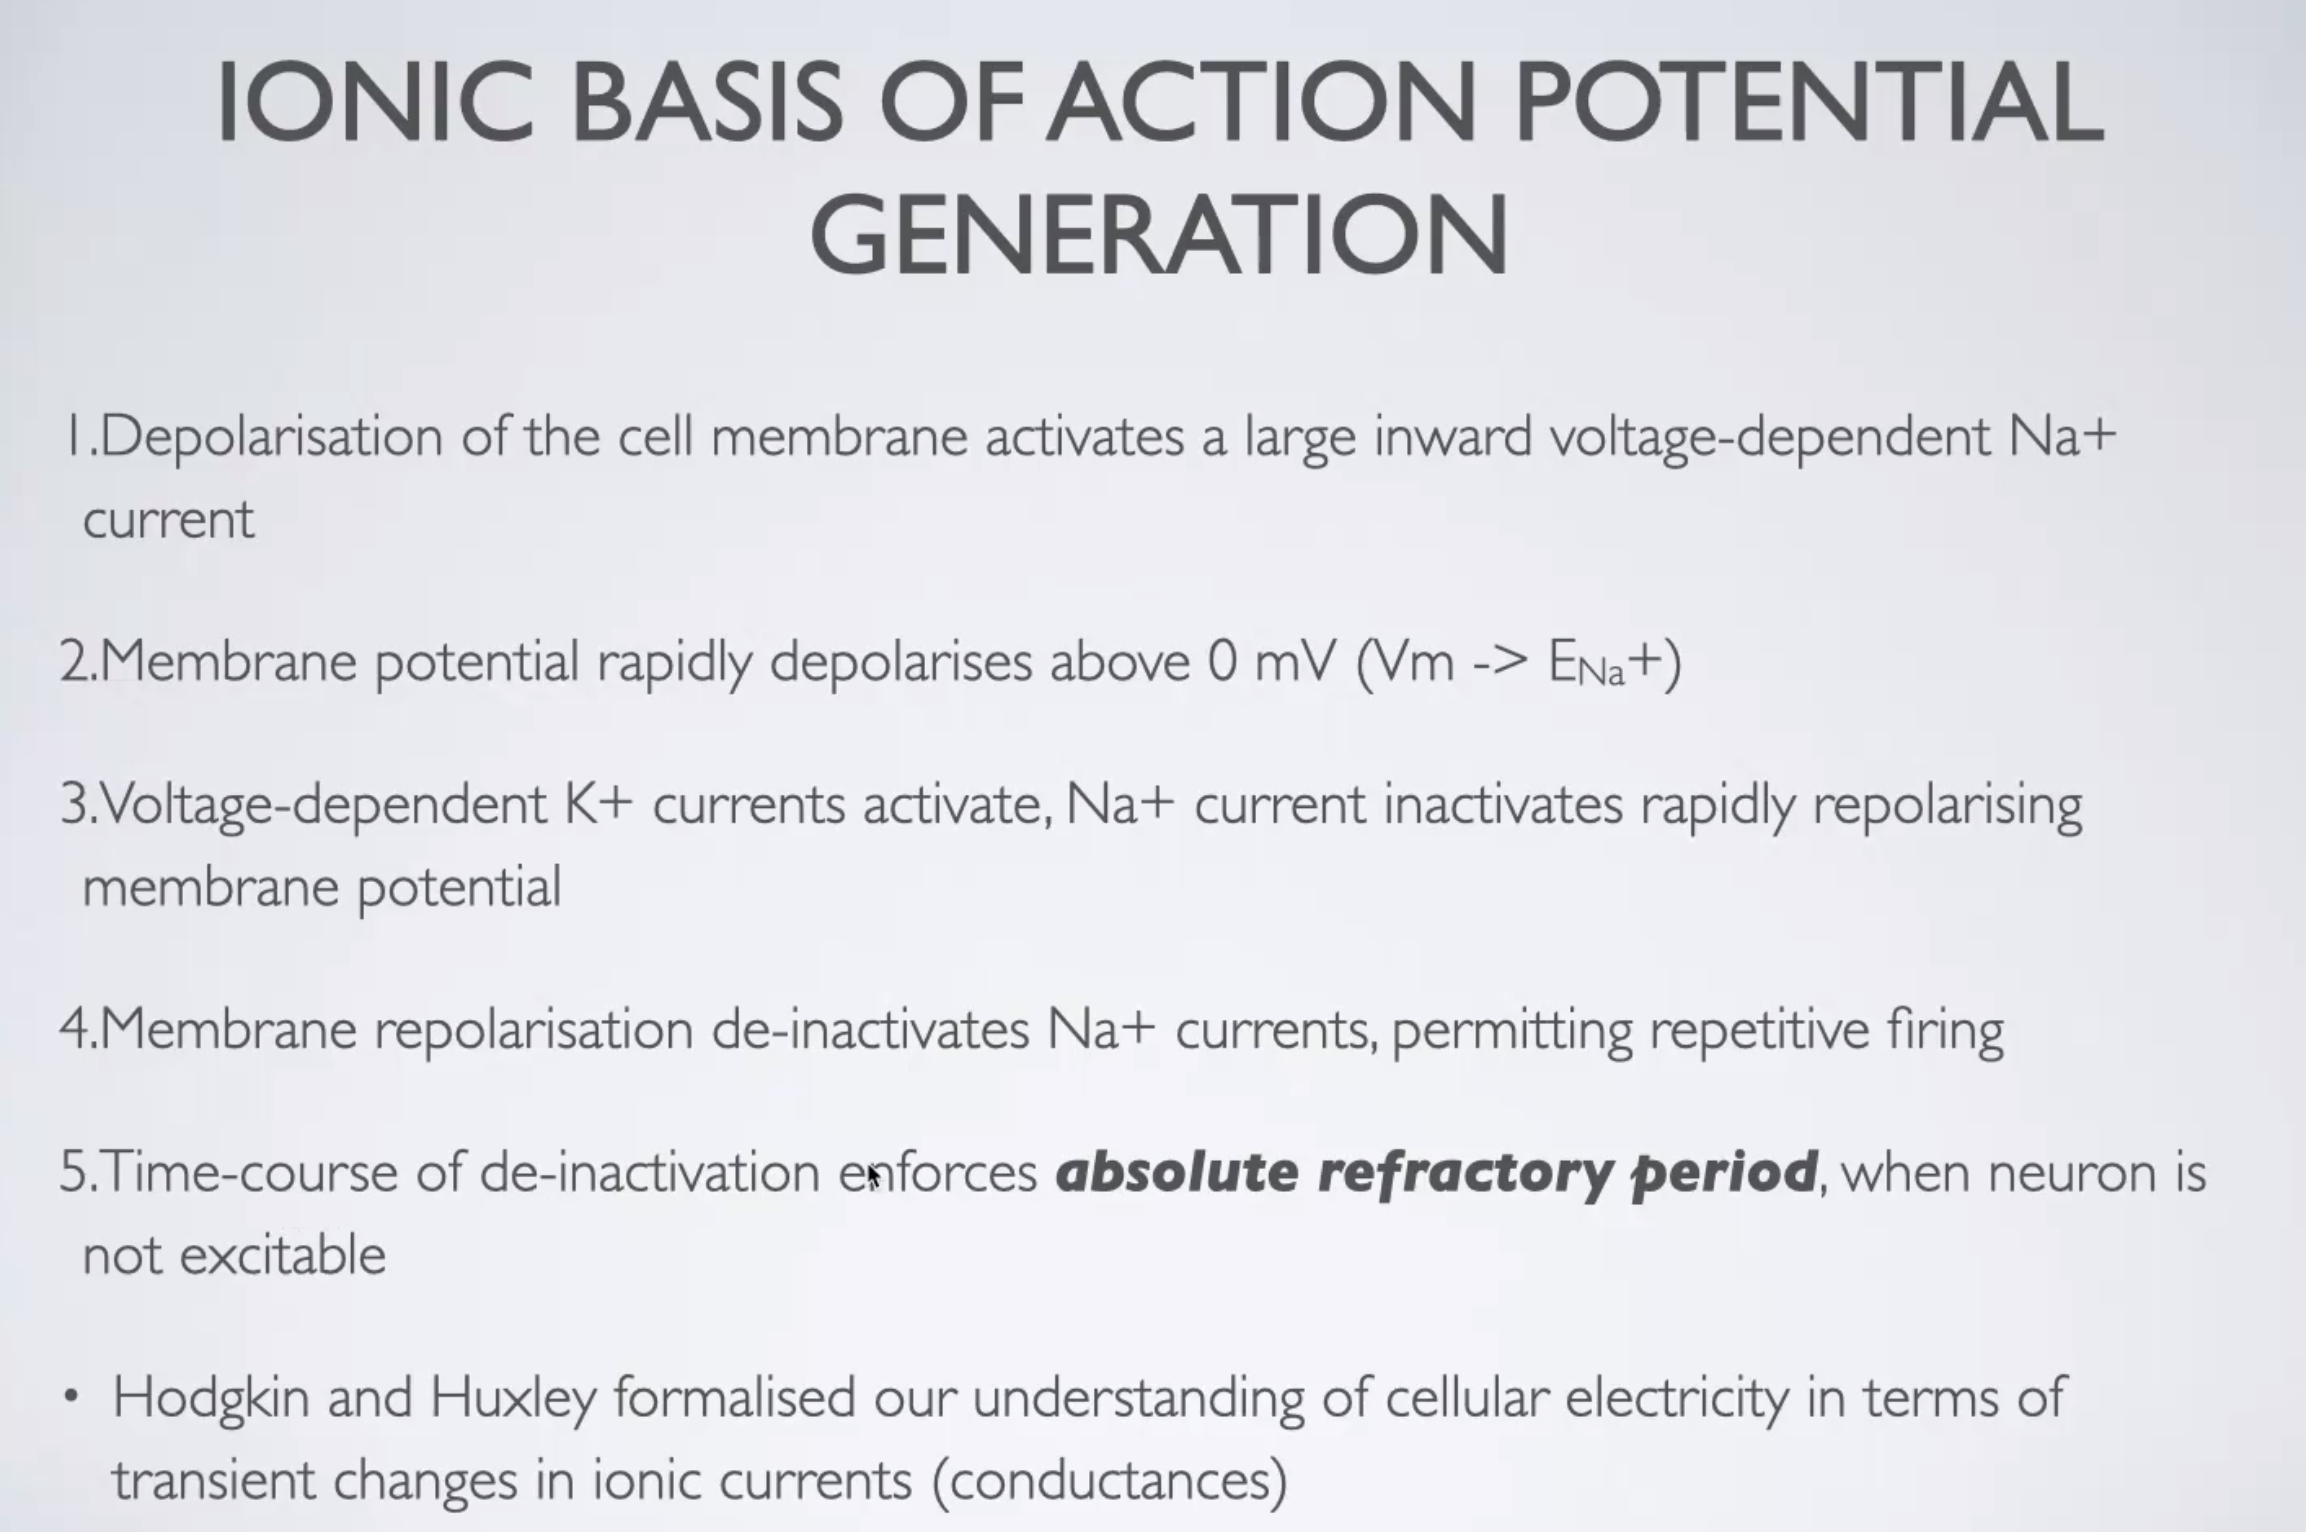 IONIC BASIS OF ACTION POTENTIAL
GENERATION
1.Depolarisation of the cell membrane activates a large inward voltage-dependent Na+
current
2.Membrane potential rapidly depolarises above 0 mV (Vm -> ENa+)
3.Voltage-dependent K+ currents activate, Na+ current inactivates rapidly repolarising
membrane potential
4.Membrane repolarisation de-inactivates Na+ currents, permitting repetitive firing
5.Time-course of de-inactivation enforces absolute refractory period, when neuron is
not excitable
• Hodgkin and Huxley formalised our understanding of cellular electricity in terms of
transient changes in ionic currents (conductances)